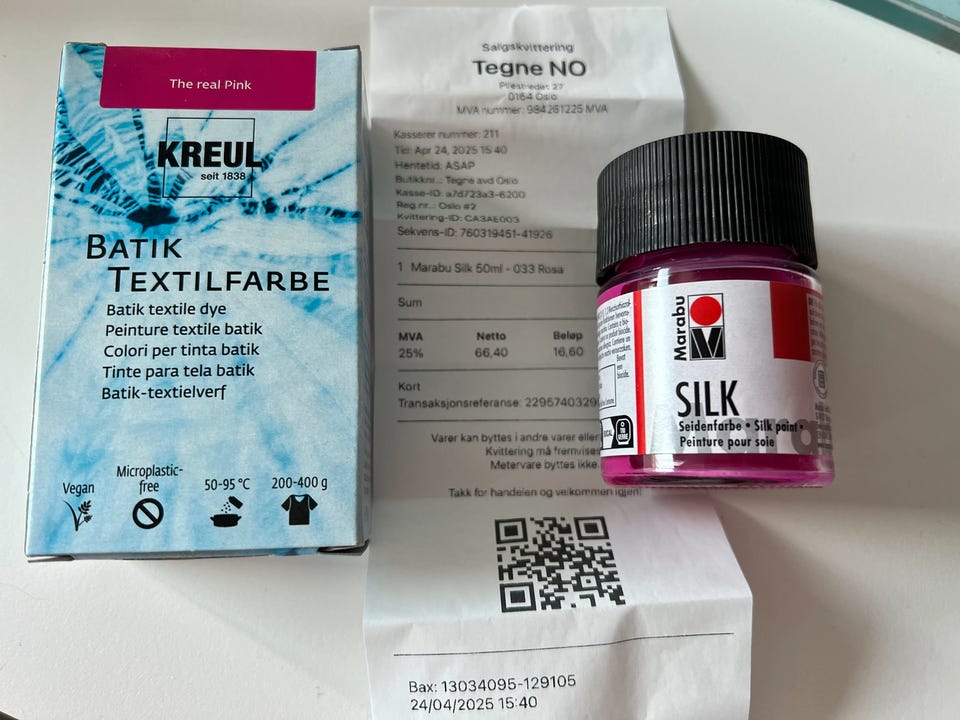 The real Pink
KREUL
seit 1838
BATIK
TEXTILFARBE
Batik textile dye
Peinture textile batik
Colori per tinta batik
Tinte para tela batik
Batik-textielverf
Vegan
Microplastic-
free
50-95 °C
200-400 g
Salgskvittering
Tegne NO
Pilestredet 27
0164 Oslo
MVA nummer: 984261225 MVA
Kasserer nummer: 211
Tid: Apr 24, 2025 15:40
Hentetid: ASAP
Butikknr.: Tegne avd Oslo
Kasse-ID: a7d723a3-6200
Reg.nr.: Oslo #2
Kvittering-ID: CA3AE003
Sekvens-ID: 760319451-41926
1 Marabu Silk 50ml - 033 Rosa
Sum
MVA Netto Beløp
25% 66,40 16,60
Kort
Transaksjonsreferanse: 2295740329
Varer kan byttes i andre varer eller
Kvittering må fremvises
Metervare byttes ikke.
Takk for handelen og velkommen igjen!
Bax: 13034095-129105
24/04/2025 15:40
Marabu
SILK
Seidenfarbe • Silk paint •
Peinture pour soie